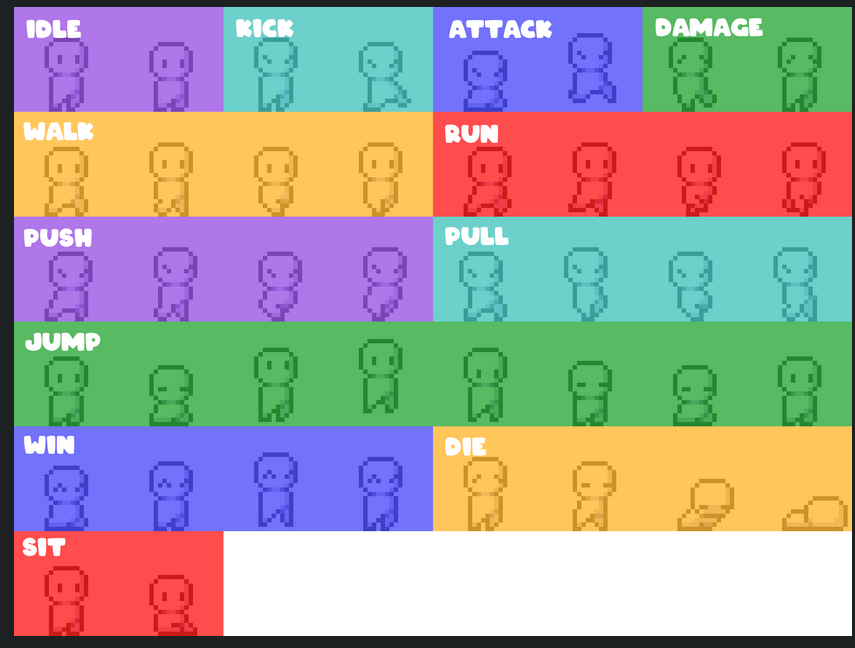 IDLE
KICK
ATTACK
DAMAGE
WALK
RUN
PUSH
PULL
JUMP
WIN
DIE
SIT